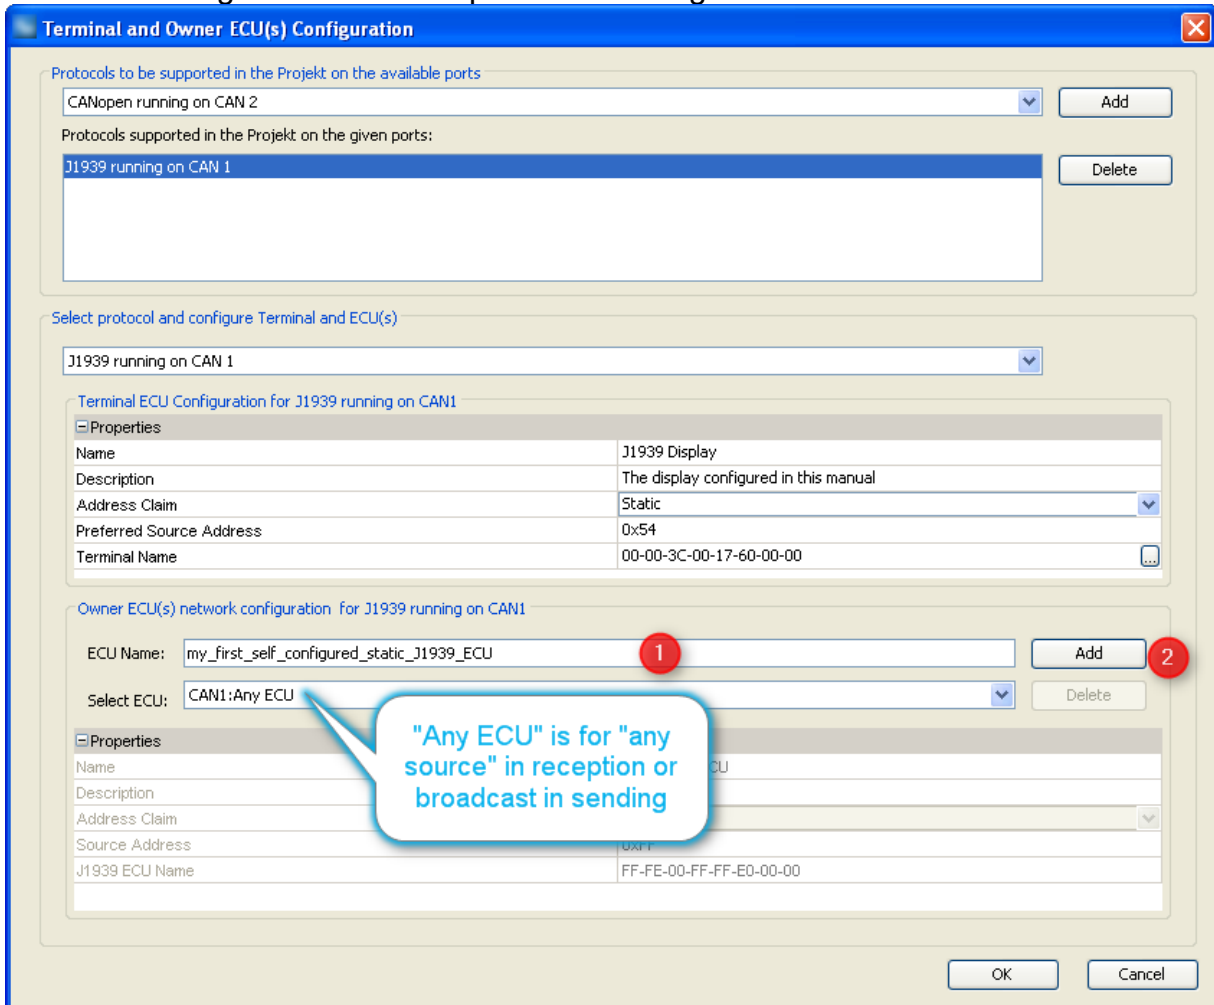 Terminal and Owner ECU(s) Configuration
Protocols to be supported in the Projekt on the available ports
CANopen running on CAN 2
Add
Protocols supported in the Projekt on the given ports:
J1939 running on CAN 1
Delete
Select protocol and configure Terminal and ECU(s)
J1939 running on CAN 1
Terminal ECU Configuration for J1939 running on CAN1
Properties
Name J1939 Display
Description The display configured in this manual
Address Claim Static
Preferred Source Address 0x54
Terminal Name 00-00-3C-00-17-60-00-00 ...
Owner ECU(s) network configuration for J1939 running on CAN1
ECU Name: my_first_self_configured_static_J1939_ECU 1 Add 2
Select ECU: CAN1:Any ECU Delete
"Any ECU" is for "any
source" in reception or
broadcast in sending
Properties
Name CU
Description
Address Claim
Source Address 0xFF
J1939 ECU Name FF-FE-00-FF-FF-E0-00-00
OK Cancel